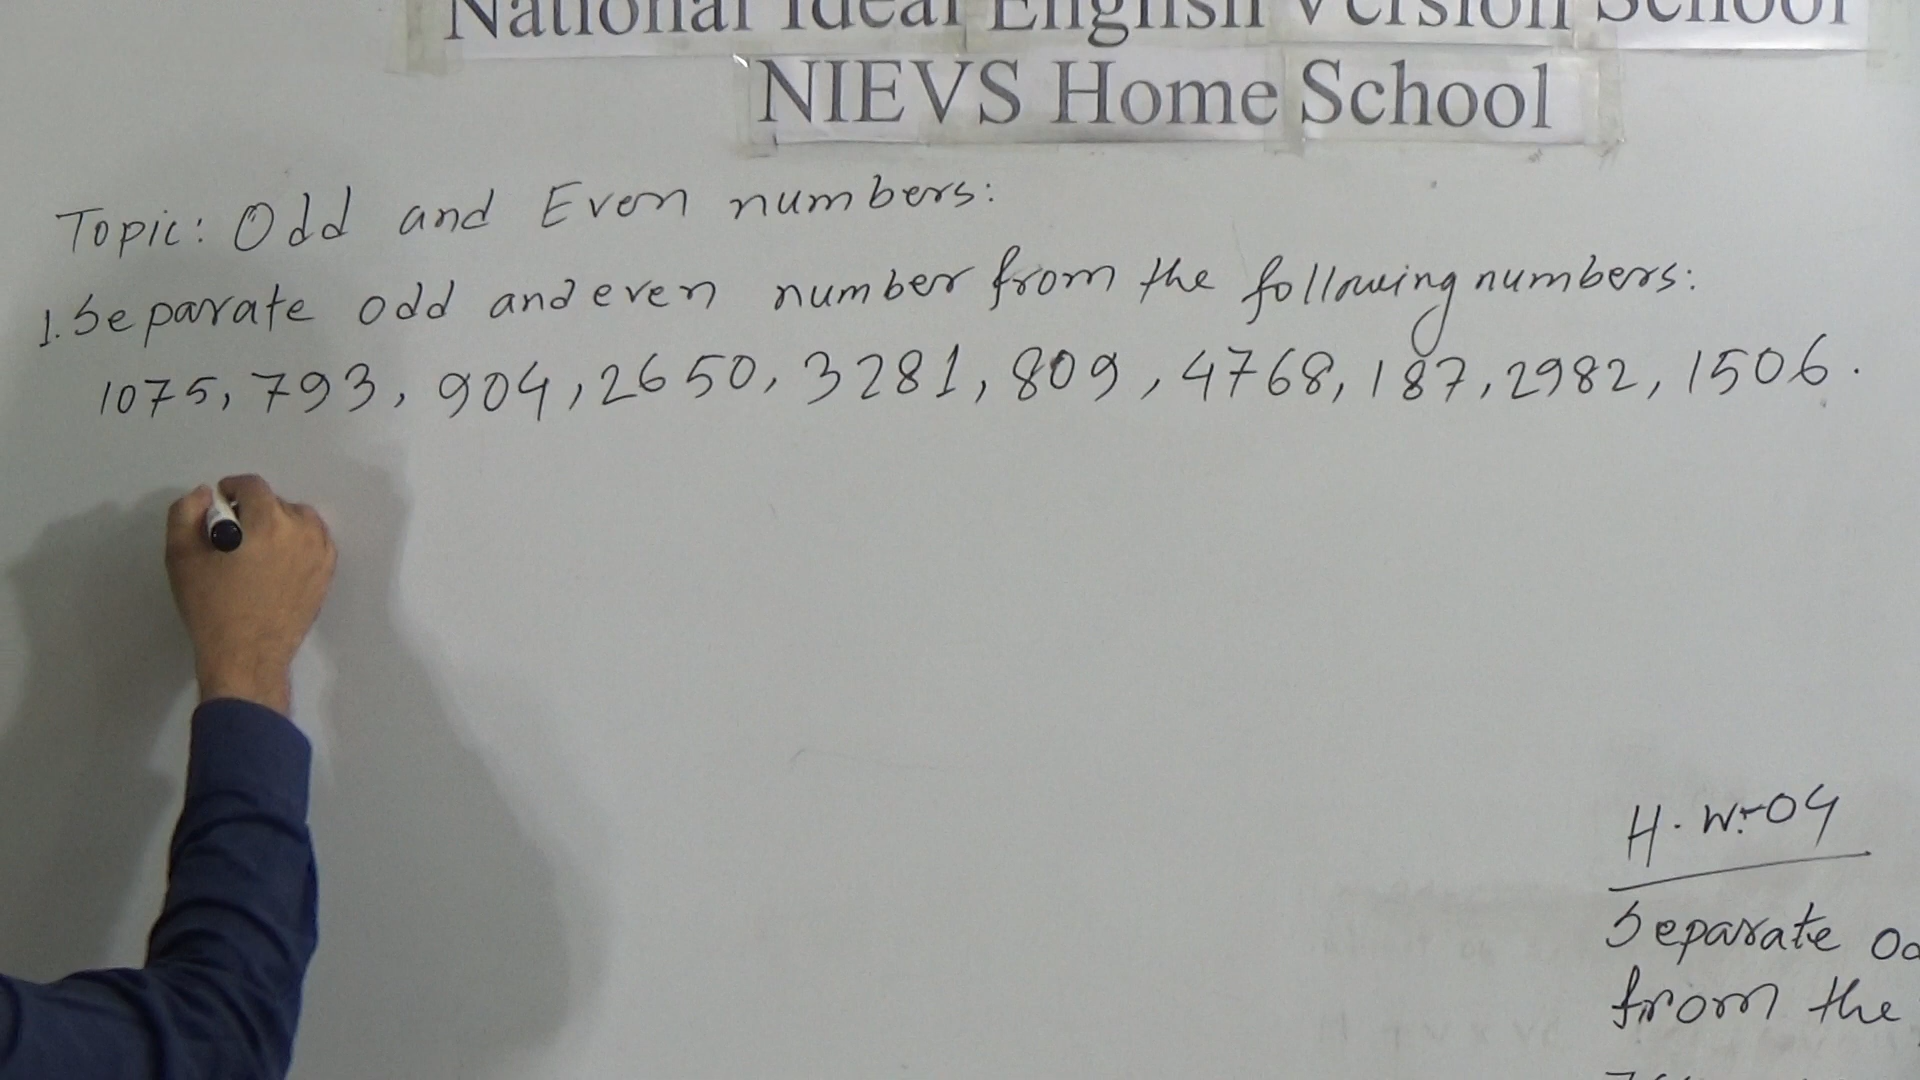 National Ideal English Version School
NIEVS Home School
Topic: Odd and Even numbers:
1. Separate odd and even number from the following numbers:
1075, 793, 904, 2650, 3281, 809, 4768, 187, 2982, 1506.
H.W:-04
Separate
from the